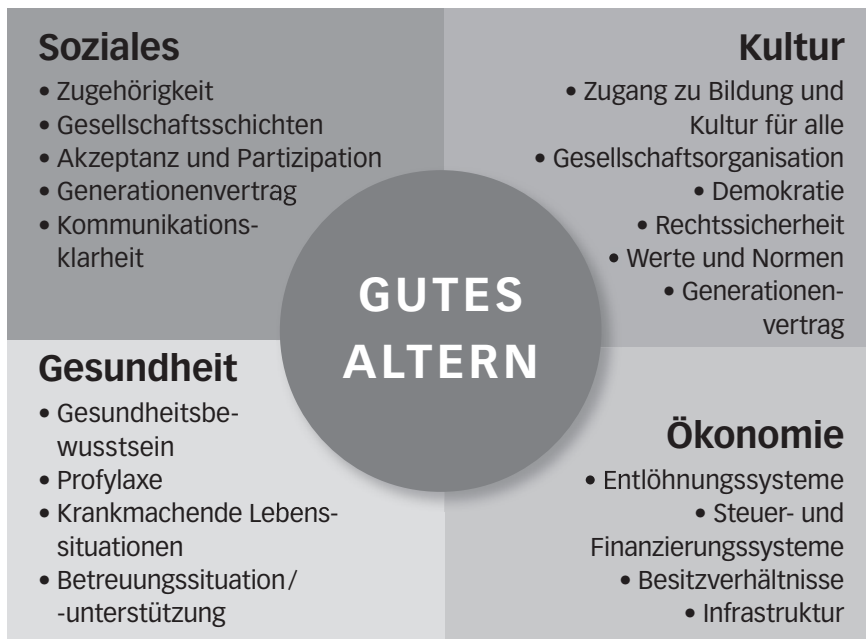 Soziales
• Zugehörigkeit
• Gesellschaftsschichten
• Akzeptanz und Partizipation
• Generationenvertrag
• Kommunikations-
klarheit
Kultur
• Zugang zu Bildung und
Kultur für alle
• Gesellschaftsorganisation
• Demokratie
• Rechtssicherheit
• Werte und Normen
• Generationen-
vertrag
GUTES
ALTERN
Gesundheit
• Gesundheitsbe-
wusstsein
• Profylaxe
• Krankmachende Lebens-
situationen
• Betreuungssituation/
-unterstützung
Ökonomie
• Entlöhnungssysteme
• Steuer- und
Finanzierungssysteme
• Besitzverhältnisse
• Infrastruktur